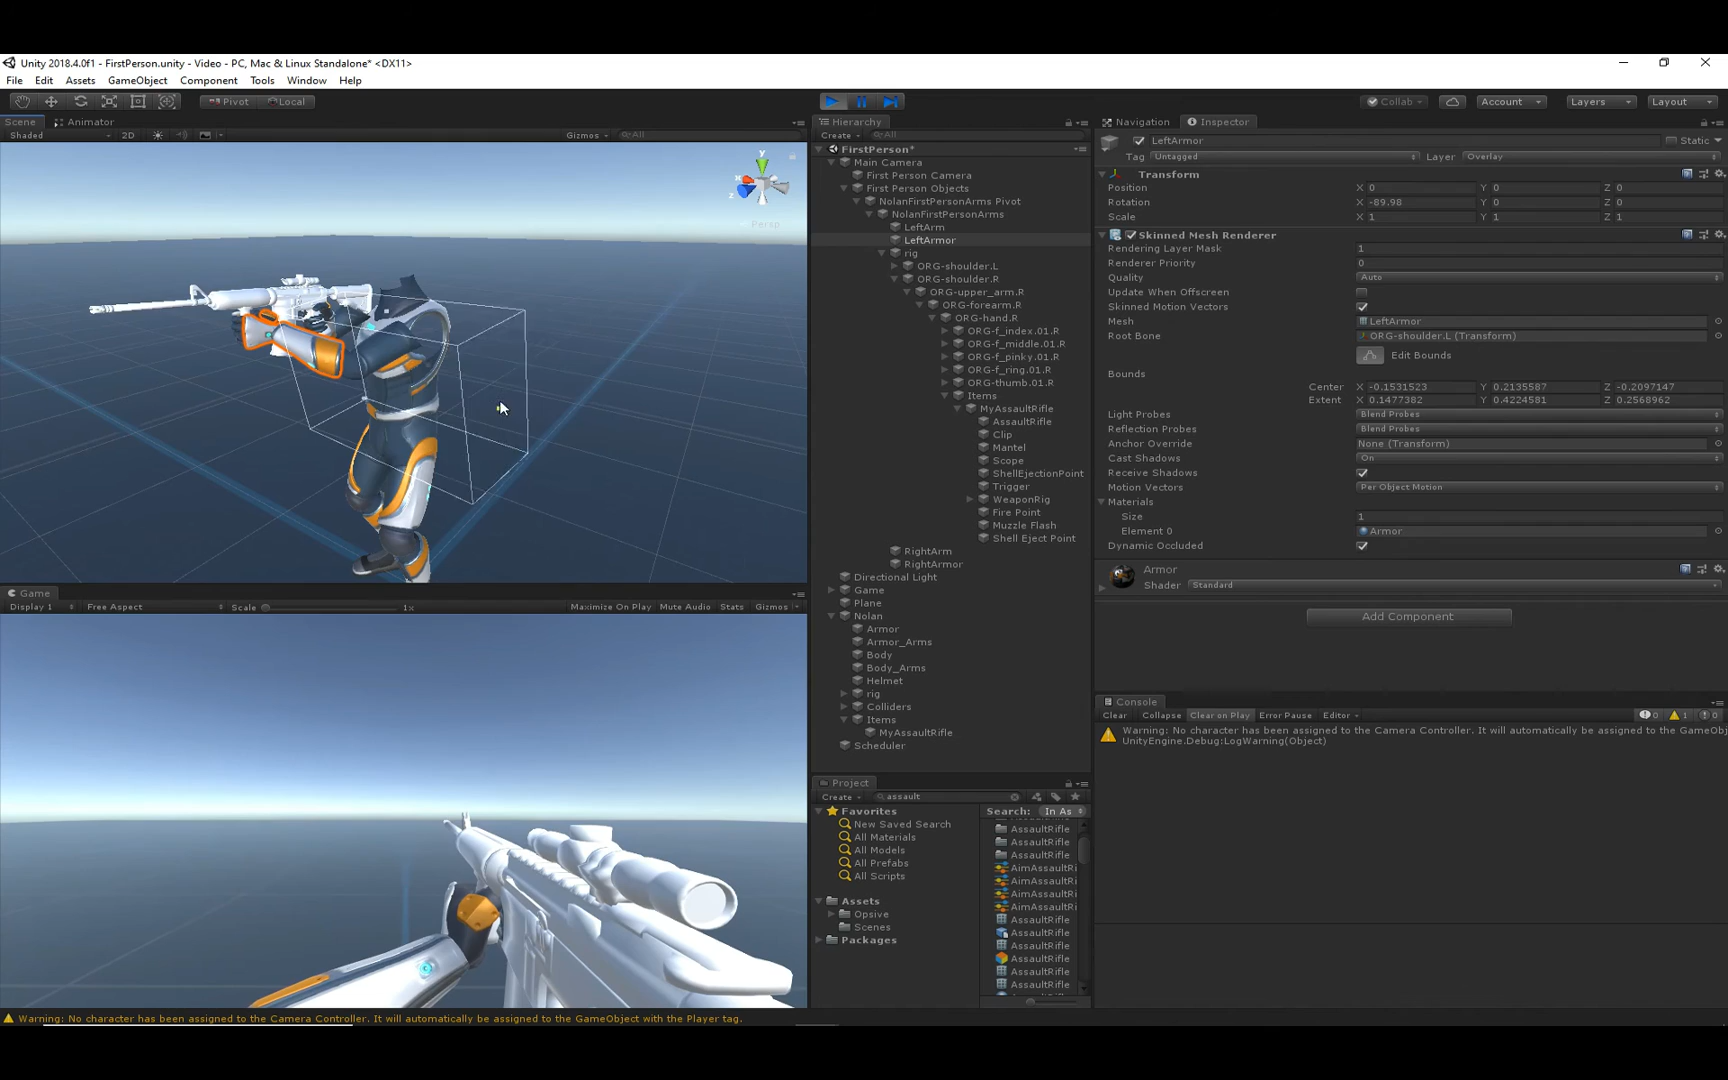 Unity 2018.4.0f1 - FirstPerson.unity - Video - PC, Mac & Linux Standalone* <DX11>
File Edit Assets GameObject Component Tools Window Help
Pivot Local Collab Account Layers Layout
Scene Animator
Shaded 2D Gizmos All
y
x
z
Persp
Hierarchy
Create All
FirstPerson*
Main Camera
First Person Camera
First Person Objects
NolanFirstPersonArms Pivot
NolanFirstPersonArms
LeftArm
LeftArmor
rig
ORG-shoulder.L
ORG-shoulder.R
ORG-upper_arm.R
ORG-forearm.R
ORG-hand.R
ORG-f_index.01.R
ORG-f_middle.01.R
ORG-f_pinky.01.R
ORG-f_ring.01.R
ORG-thumb.01.R
Items
MyAssaultRifle
AssaultRifle
Clip
Mantel
Scope
ShellEjectionPoint
Trigger
WeaponRig
Fire Point
Muzzle Flash
Shell Eject Point
RightArm
RightArmor
Directional Light
Game
Plane
Nolan
Armor
Armor_Arms
Body
Body_Arms
Helmet
rig
Colliders
Items
MyAssaultRifle
Scheduler
Navigation Inspector
LeftArmor Static
Tag Untagged Layer Overlay
Transform
Position X 0 Y 0 Z 0
Rotation X -89.98 Y 0 Z 0
Scale X 1 Y 1 Z 1
Skinned Mesh Renderer
Rendering Layer Mask 1
Renderer Priority 0
Quality Auto
Update When Offscreen
Skinned Motion Vectors
Mesh LeftArmor
Root Bone ORG-shoulder.L (Transform)
Edit Bounds
Bounds
Center X -0.1531523 Y 0.2135587 Z -0.2097147
Extent X 0.1477382 Y 0.4224581 Z 0.2568962
Light Probes Blend Probes
Reflection Probes Blend Probes
Anchor Override None (Transform)
Cast Shadows On
Receive Shadows
Motion Vectors Per Object Motion
Materials
Size 1
Element 0 Armor
Dynamic Occluded
Armor
Shader Standard
Add Component
Game
Display 1 Free Aspect Scale 1x Maximize On Play Mute Audio Stats Gizmos
Project
Create assault
Favorites
New Saved Search
All Materials
All Models
All Prefabs
All Scripts
Assets
Opsive
Scenes
Packages
Search: In As
AssaultRifle
AssaultRifle
AssaultRifle
AimAssaultRi
AimAssaultRi
AimAssaultRi
AimAssaultRi
AssaultRifle
AssaultRifle
AssaultRifle
AssaultRifle
AssaultRifle
AssaultRifle
Console
Clear Collapse Clear on Play Error Pause Editor 0 1 0
Warning: No character has been assigned to the Camera Controller. It will automatically be assigned to the GameObj
UnityEngine.Debug:LogWarning(Object)
Warning: No character has been assigned to the Camera Controller. It will automatically be assigned to the GameObject with the Player tag.